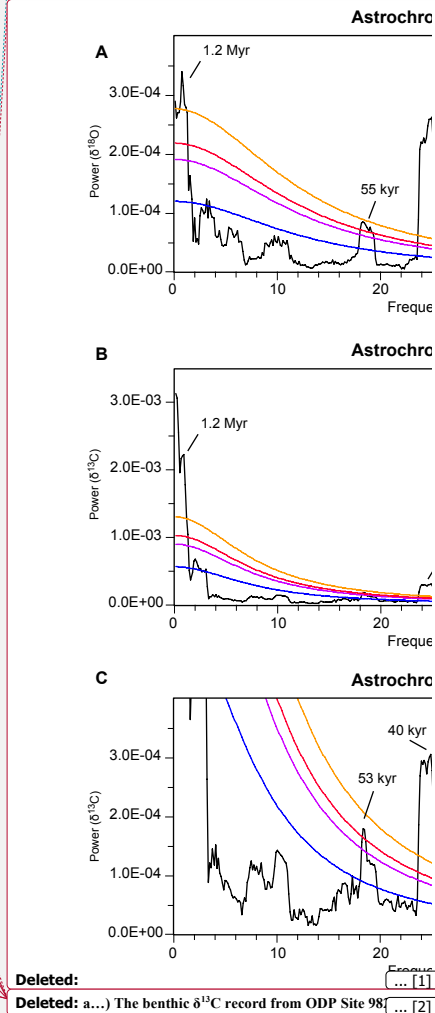 Astrochro
A
1.2 Myr
3.0E-04
2.0E-04
1.0E-04
0.0E+00
Power (δ¹⁸O)
55 kyr
0
10
20
Freque
B
Astrochro
1.2 Myr
3.0E-03
2.0E-03
1.0E-03
0.0E+00
Power (δ¹³C)
0
10
20
Freque
C
Astrochro
40 kyr
53 kyr
3.0E-04
2.0E-04
1.0E-04
0.0E+00
Power (δ¹³C)
0
10
20
Freque
Deleted: ... [1]
Deleted: a...) The benthic δ¹³C record from ODP Site 982 ... [2]